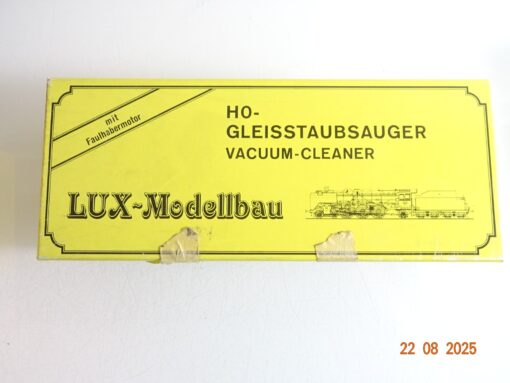 mit
Faulhabermotor
HO-
GLEISSTAUBSAUGER
VACUUM-CLEANER
LUX-Modellbau
22 08 2025